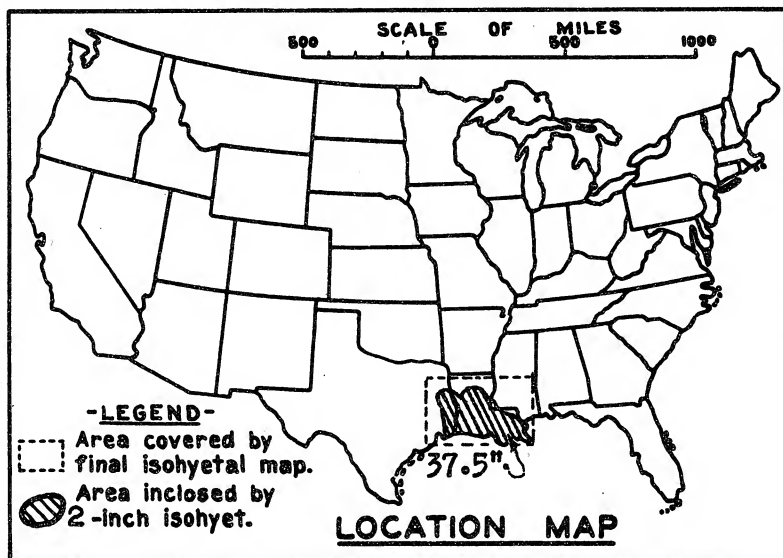 SCALE OF MILES
500 0 500 1000
-LEGEND-
Area covered by
final isohyetal map.
Area inclosed by
2-inch isohyet.
37.5"
LOCATION MAP